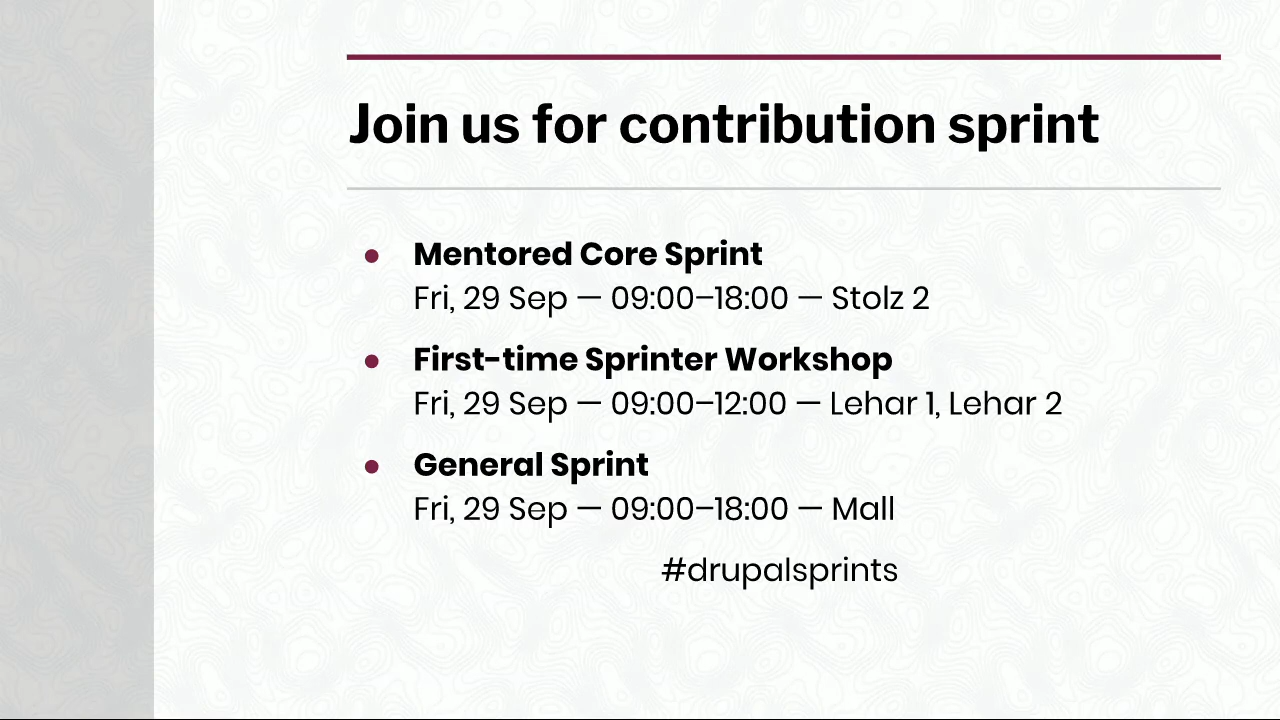 Join us for contribution sprint
● Mentored Core Sprint
Fri, 29 Sep — 09:00–18:00 — Stolz 2
● First-time Sprinter Workshop
Fri, 29 Sep — 09:00–12:00 — Lehar 1, Lehar 2
● General Sprint
Fri, 29 Sep — 09:00–18:00 — Mall
#drupalsprints